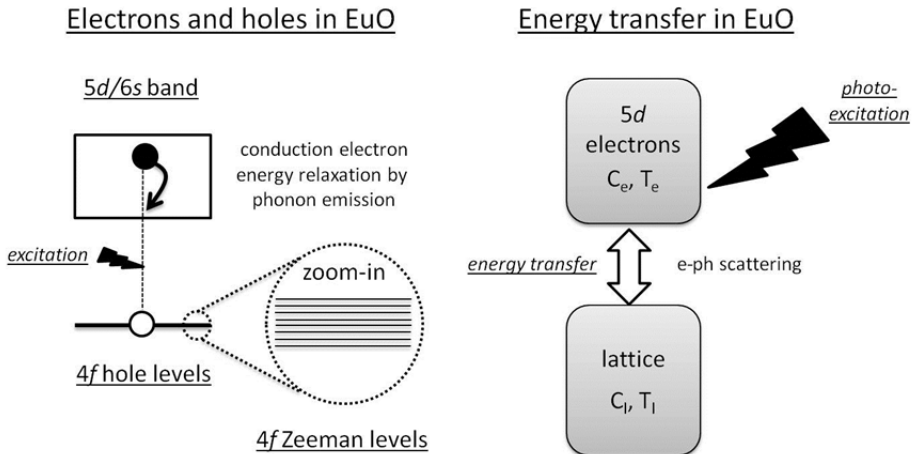 Electrons and holes in EuO
5d/6s band
conduction electron
energy relaxation by
phonon emission
excitation
zoom-in
4f hole levels
4f Zeeman levels
Energy transfer in EuO
photo-
excitation
5d
electrons
Cₑ, Tₑ
energy transfer
e-ph scattering
lattice
Cₗ, Tₗ